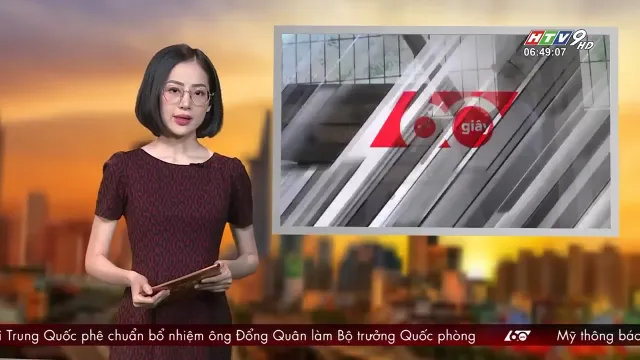 HTV9 HD
06:49:07
60 giây
i Trung Quốc phê chuẩn bổ nhiệm ông Đổng Quân làm Bộ trưởng Quốc phòng 60 Mỹ thông báo